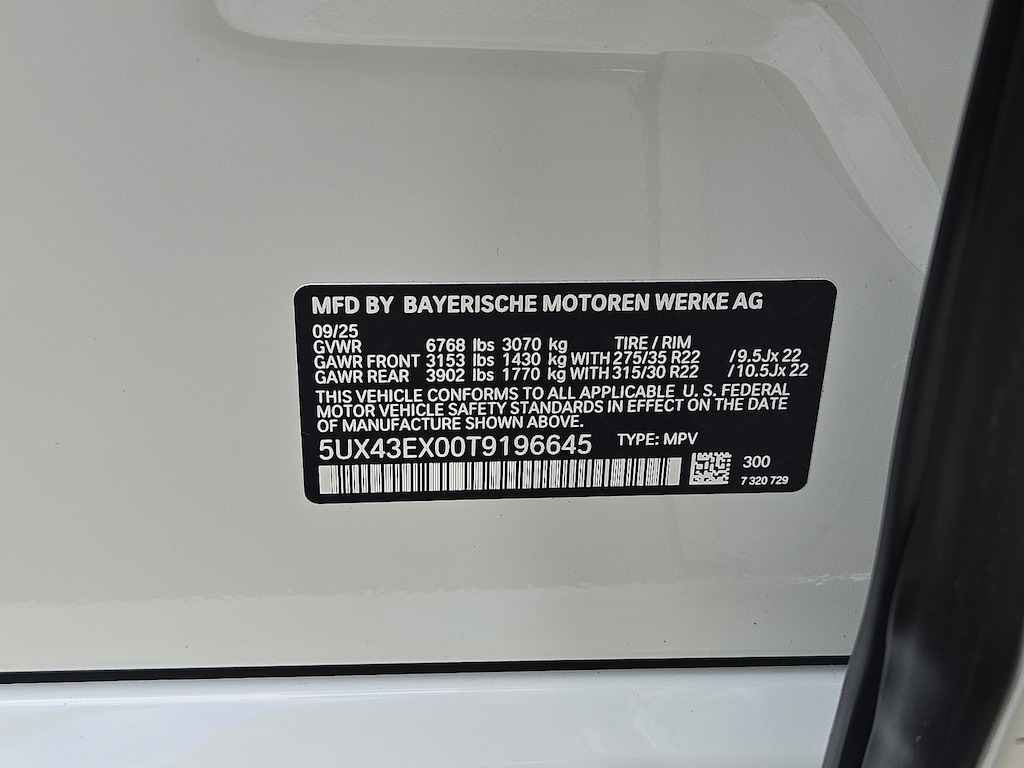 MFD BY BAYERISCHE MOTOREN WERKE AG
09/25
GVWR 6768 lbs 3070 kg TIRE / RIM
GAWR FRONT 3153 lbs 1430 kg WITH 275/35 R22 /9.5Jx 22
GAWR REAR 3902 lbs 1770 kg WITH 315/30 R22 /10.5Jx 22
THIS VEHICLE CONFORMS TO ALL APPLICABLE U. S. FEDERAL
MOTOR VEHICLE SAFETY STANDARDS IN EFFECT ON THE DATE
OF MANUFACTURE SHOWN ABOVE.
5UX43EX00T9196645 TYPE: MPV
300
7 320 729